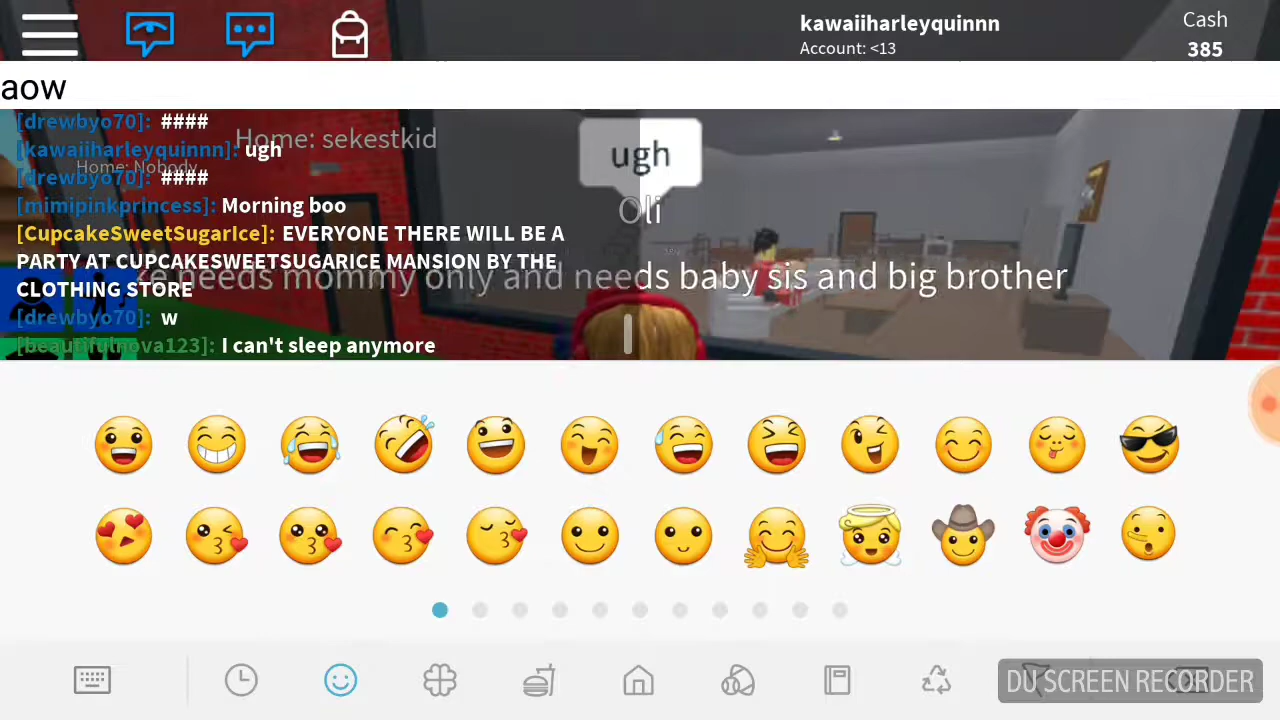 kawaiiharleyquinnn
Account: <13
Cash
385
aow
[drewbyo70]: ####
Home: sekestkid
[kawaiiharleyquinnn]: ugh
Home: Nobody
[drewbyo70]: ####
[mimipinkprincess]: Morning boo
[CupcakeSweetSugarIce]: EVERYONE THERE WILL BE A
PARTY AT CUPCAKESWEETSUGARICE MANSION BY THE
CLOTHING STORE
[drewbyo70]: w
[beautifulnova123]: I can't sleep anymore
ugh
Oli
needs mommy only and needs baby sis and big brother
DU SCREEN RECORDER